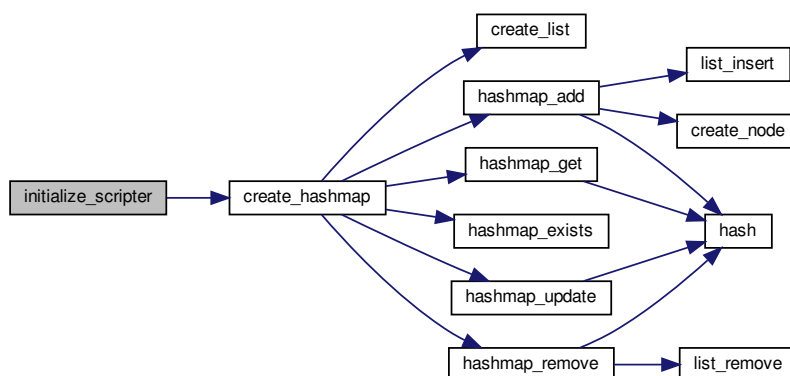 create_list
list_insert
hashmap_add
create_node
hashmap_get
initialize_scripter
create_hashmap
hashmap_exists
hash
hashmap_update
hashmap_remove
list_remove